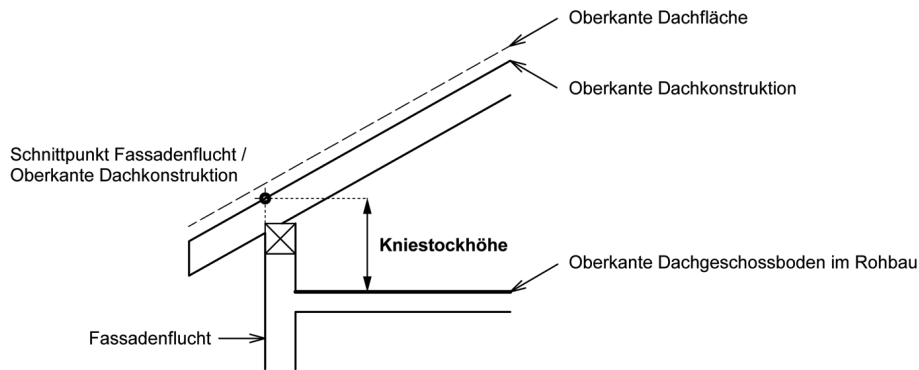 Oberkante Dachfläche
Oberkante Dachkonstruktion
Schnittpunkt Fassadenflucht /
Oberkante Dachkonstruktion
Kniestockhöhe
Oberkante Dachgeschossboden im Rohbau
Fassadenflucht